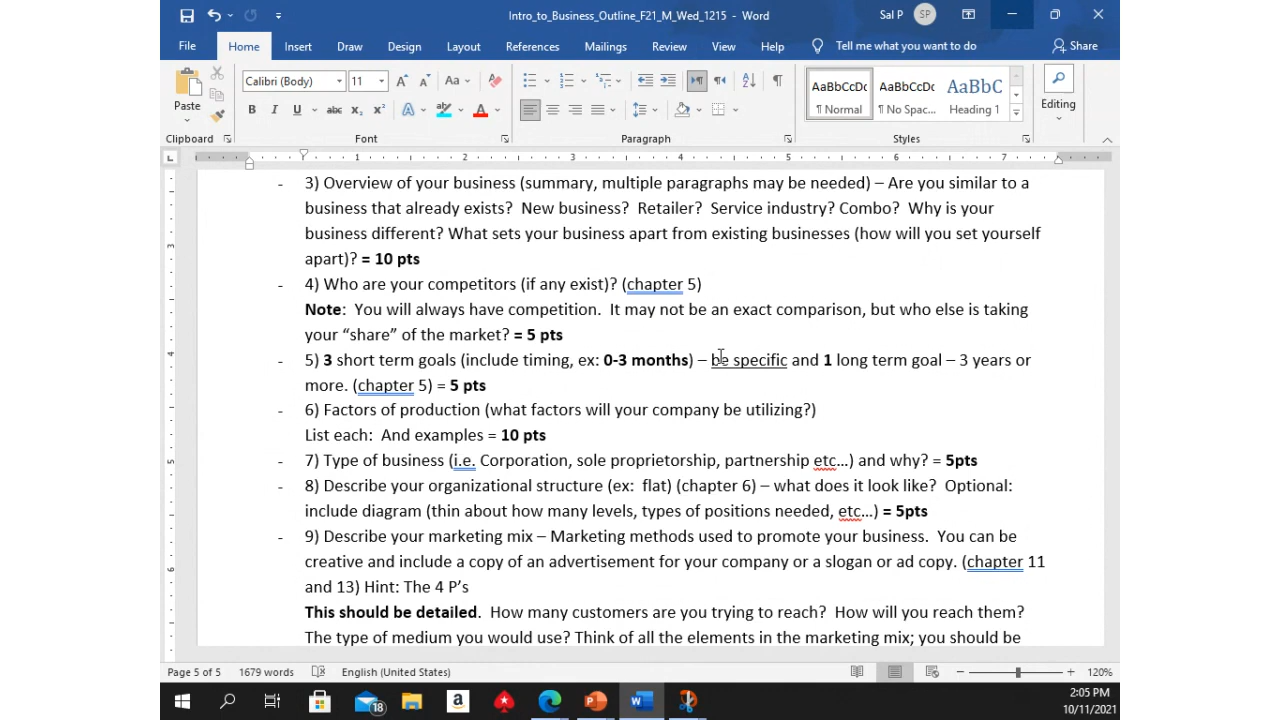 Intro_to_Business_Outline_F21_M_Wed_1215 - Word
Sal P SP
File Home Insert Draw Design Layout References Mailings Review View Help Tell me what you want to do Share
Paste
Calibri (Body) 11 Aa
B I U abc x₂ x² A A
AaBbCcDc AaBbCcDc AaBbC
¶ Normal ¶ No Spac... Heading 1
Editing
Clipboard Font Paragraph Styles
1 2 3 4 5 6 7
- 3) Overview of your business (summary, multiple paragraphs may be needed) – Are you similar to a
business that already exists? New business? Retailer? Service industry? Combo? Why is your
business different? What sets your business apart from existing businesses (how will you set yourself
apart)? = 10 pts
- 4) Who are your competitors (if any exist)? (chapter 5)
Note: You will always have competition. It may not be an exact comparison, but who else is taking
your “share” of the market? = 5 pts
- 5) 3 short term goals (include timing, ex: 0-3 months) – be specific and 1 long term goal – 3 years or
more. (chapter 5) = 5 pts
- 6) Factors of production (what factors will your company be utilizing?)
List each: And examples = 10 pts
- 7) Type of business (i.e. Corporation, sole proprietorship, partnership etc...) and why? = 5pts
- 8) Describe your organizational structure (ex: flat) (chapter 6) – what does it look like? Optional:
include diagram (thin about how many levels, types of positions needed, etc...) = 5pts
- 9) Describe your marketing mix – Marketing methods used to promote your business. You can be
creative and include a copy of an advertisement for your company or a slogan or ad copy. (chapter 11
and 13) Hint: The 4 P’s
This should be detailed. How many customers are you trying to reach? How will you reach them?
The type of medium you would use? Think of all the elements in the marketing mix; you should be
Page 5 of 5 1679 words English (United States) 120%
18
2:05 PM
10/11/2021